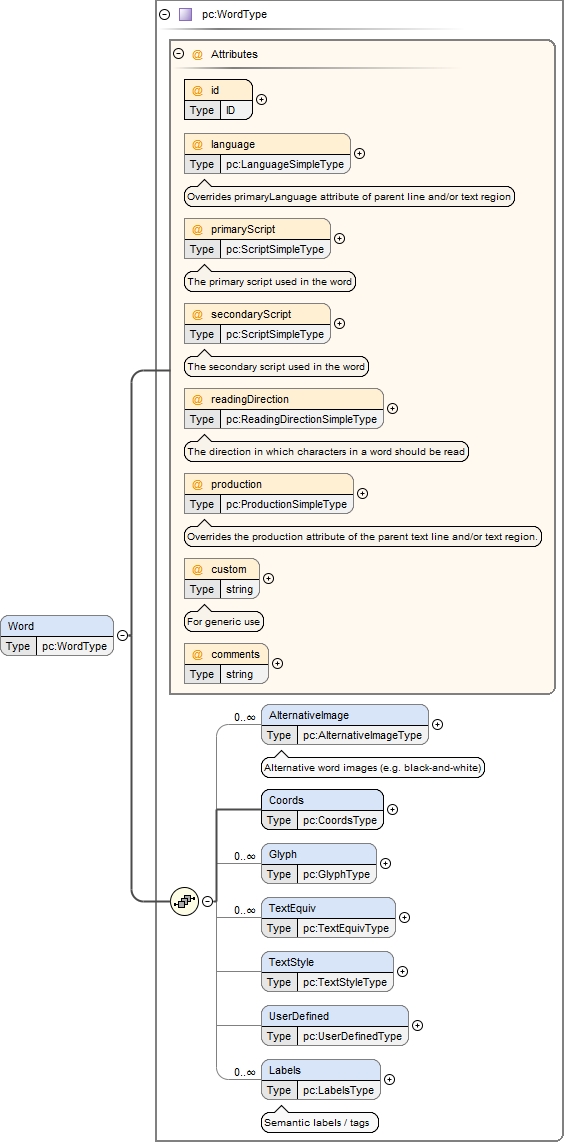 pc:WordType
@ Attributes
@ id
Type ID
@ language
Type pc:LanguageSimpleType
Overrides primaryLanguage attribute of parent line and/or text region
@ primaryScript
Type pc:ScriptSimpleType
The primary script used in the word
@ secondaryScript
Type pc:ScriptSimpleType
The secondary script used in the word
@ readingDirection
Type pc:ReadingDirectionSimpleType
The direction in which characters in a word should be read
@ production
Type pc:ProductionSimpleType
Overrides the production attribute of the parent text line and/or text region.
@ custom
Type string
For generic use
@ comments
Type string
Word
Type pc:WordType
0..∞ AlternativeImage
Type pc:AlternativeImageType
Alternative word images (e.g. black-and-white)
Coords
Type pc:CoordsType
0..∞ Glyph
Type pc:GlyphType
0..∞ TextEquiv
Type pc:TextEquivType
TextStyle
Type pc:TextStyleType
UserDefined
Type pc:UserDefinedType
0..∞ Labels
Type pc:LabelsType
Semantic labels / tags